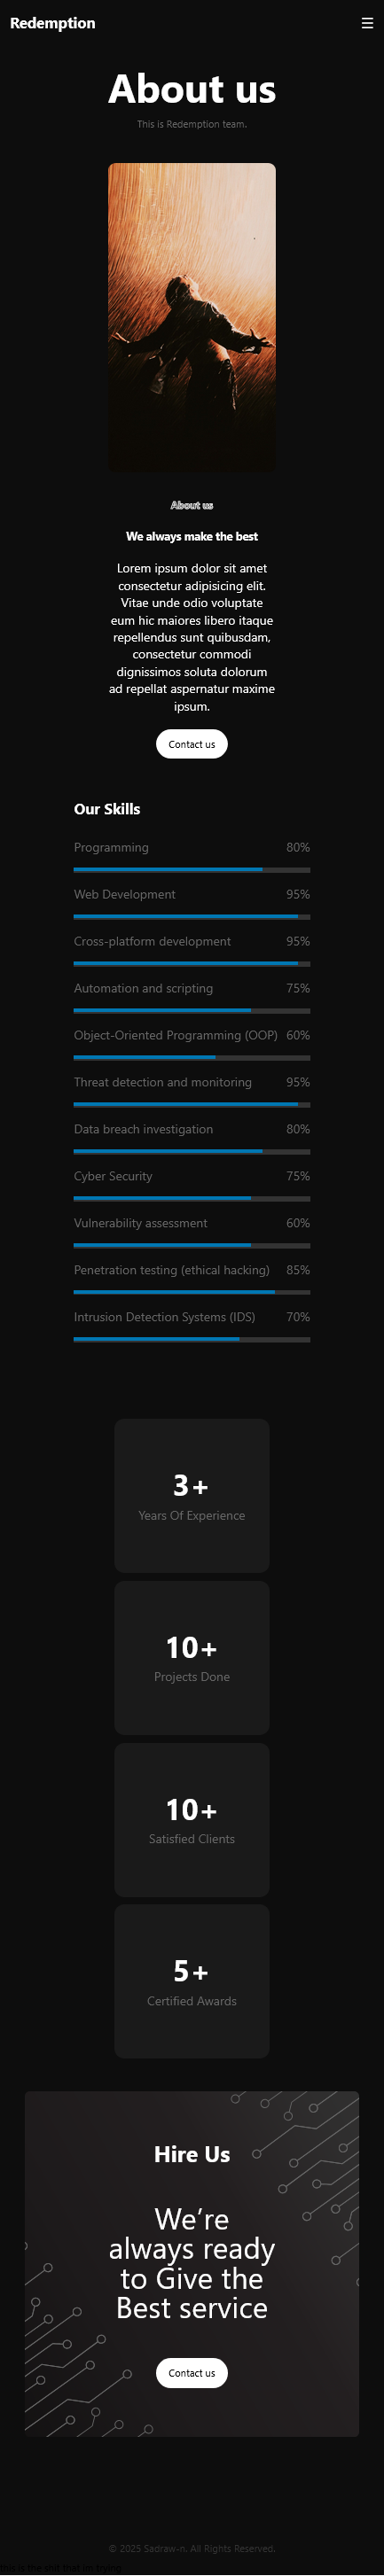 Redemption
About us
This is Redemption team.
About us
We always make the best
Lorem ipsum dolor sit amet
consectetur adipisicing elit.
Vitae unde odio voluptate
eum hic maiores libero itaque
repellendus sunt quibusdam,
consectetur commodi
dignissimos soluta dolorum
ad repellat aspernatur maxime
ipsum.
Contact us
Our Skills
Programming 80%
Web Development 95%
Cross-platform development 95%
Automation and scripting 75%
Object-Oriented Programming (OOP) 60%
Threat detection and monitoring 95%
Data breach investigation 80%
Cyber Security 75%
Vulnerability assessment 60%
Penetration testing (ethical hacking) 85%
Intrusion Detection Systems (IDS) 70%
3+
Years Of Experience
10+
Projects Done
10+
Satisfied Clients
5+
Certified Awards
Hire Us
We’re
always ready
to Give the
Best service
Contact us
© 2025 Sadraw-n. All Rights Reserved.